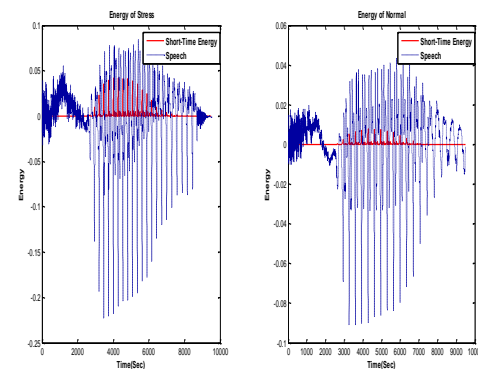 Energy of Stress
0.1
0.05
0
-0.05
-0.1
-0.15
-0.2
-0.25
0 2000 4000 6000 8000 10000
Time(Sec)
Energy
Short-Time Energy
Speech
Energy of Normal
0.06
0.04
0.02
0
-0.02
-0.04
-0.06
-0.08
-0.1
0 1000 2000 3000 4000 5000 6000 7000 8000 9000 1000
Time(Sec)
Energy
Short-Time Energy
Speech